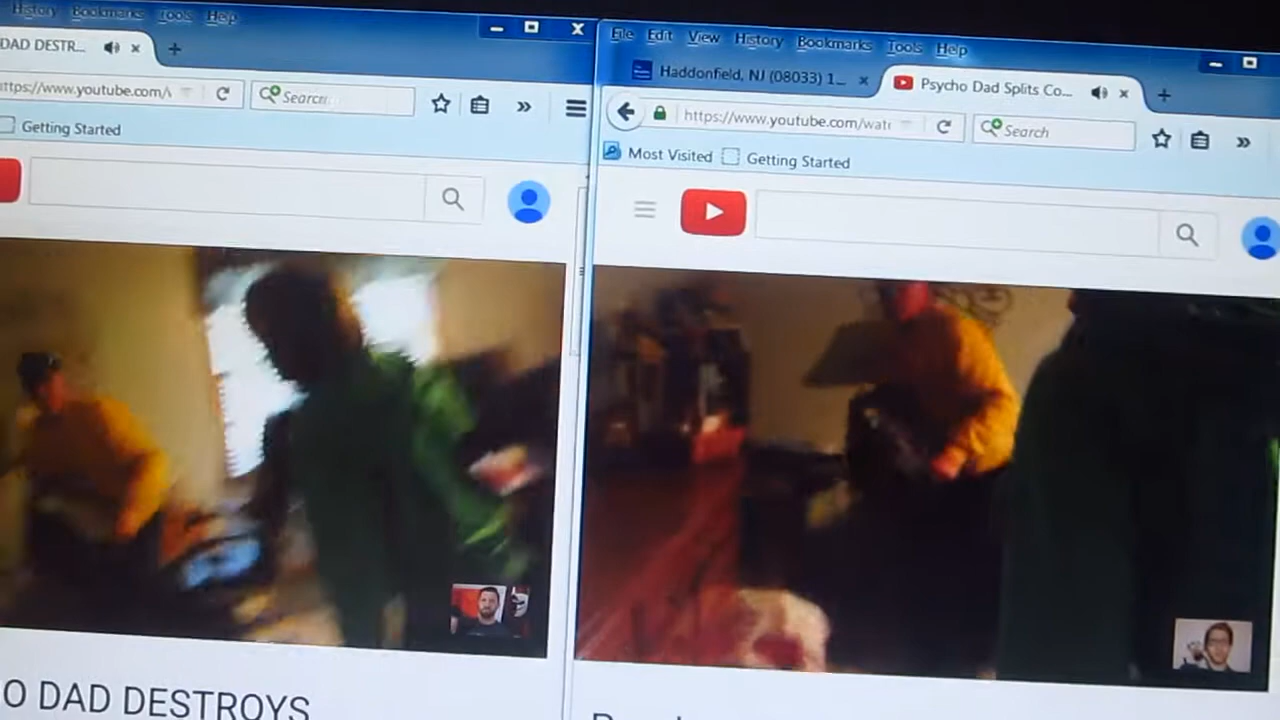 History Bookmarks Tools Help
DAD DESTR...
ttps://www.youtube.com/v
Search
Getting Started
O DAD DESTROYS
File Edit View History Bookmarks Tools Help
Haddonfield, NJ (08033) 1...
Psycho Dad Splits Co...
https://www.youtube.com/wat
Search
Most Visited Getting Started